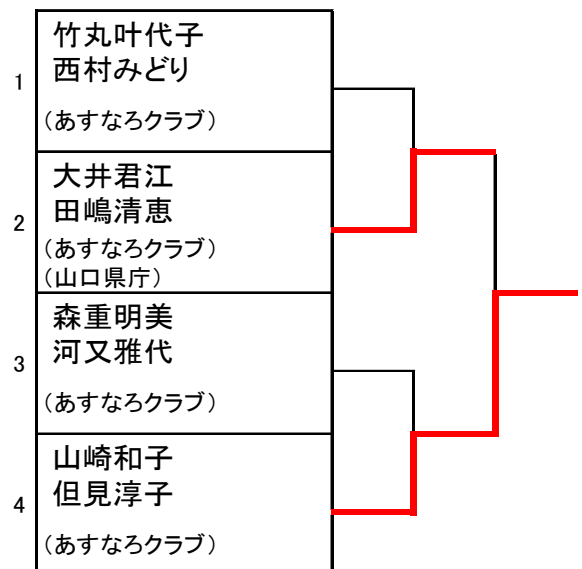 竹丸叶代子
西村みどり
1
(あすなろクラブ)
大井君江
田嶋清恵
2
(あすなろクラブ)
(山口県庁)
森重明美
河又雅代
3
(あすなろクラブ)
山崎和子
但見淳子
4
(あすなろクラブ)